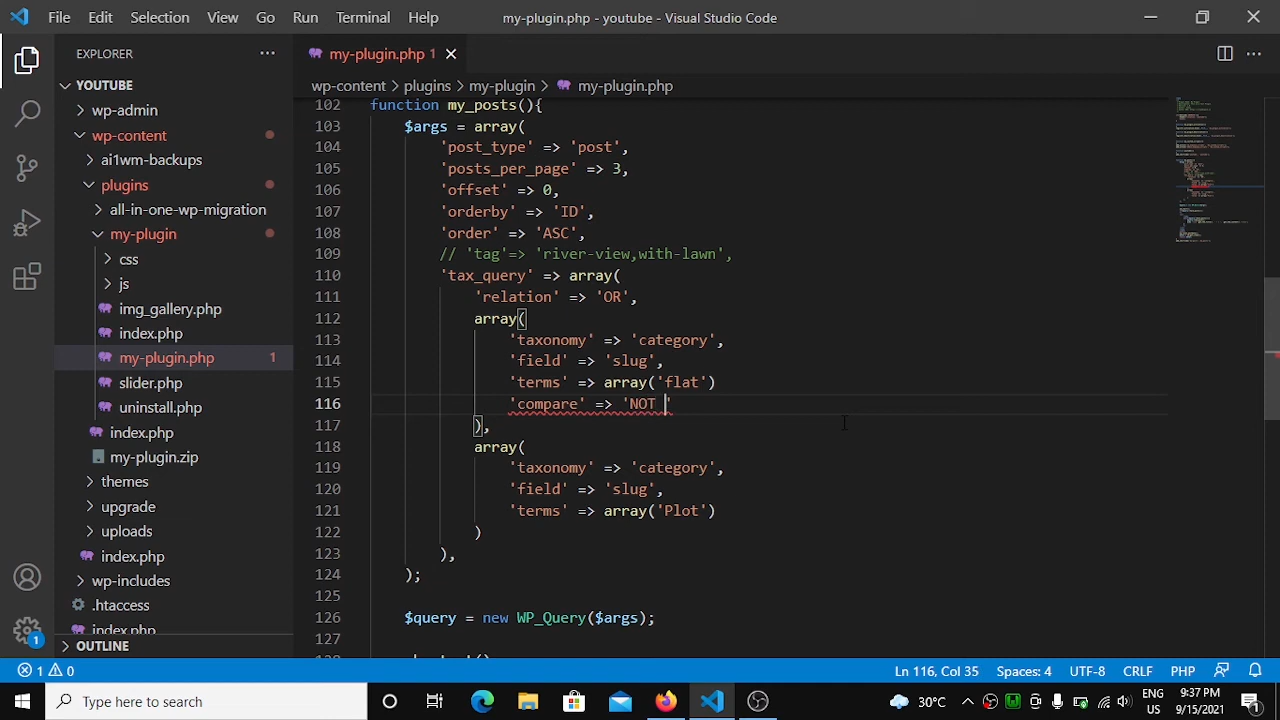 File Edit Selection View Go Run Terminal Help my-plugin.php - youtube - Visual Studio Code
EXPLORER
my-plugin.php 1
YOUTUBE
wp-content > plugins > my-plugin > my-plugin.php
wp-admin
wp-content
ai1wm-backups
plugins
all-in-one-wp-migration
my-plugin
css
js
img_gallery.php
index.php
my-plugin.php 1
slider.php
uninstall.php
index.php
my-plugin.zip
themes
upgrade
uploads
index.php
wp-includes
.htaccess
index.php
OUTLINE
102 function my_posts(){
103 $args = array(
104 'post_type' => 'post',
105 'posts_per_page' => 3,
106 'offset' => 0,
107 'orderby' => 'ID',
108 'order' => 'ASC',
109 // 'tag'=> 'river-view,with-lawn',
110 'tax_query' => array(
111 'relation' => 'OR',
112 array(
113 'taxonomy' => 'category',
114 'field' => 'slug',
115 'terms' => array('flat')
116 'compare' => 'NOT '
117 ),
118 array(
119 'taxonomy' => 'category',
120 'field' => 'slug',
121 'terms' => array('Plot')
122 )
123 ),
124 );
125
126 $query = new WP_Query($args);
127
1 0 Ln 116, Col 35 Spaces: 4 UTF-8 CRLF PHP
1
Type here to search
30°C
ENG
US
9:37 PM
9/15/2021
1